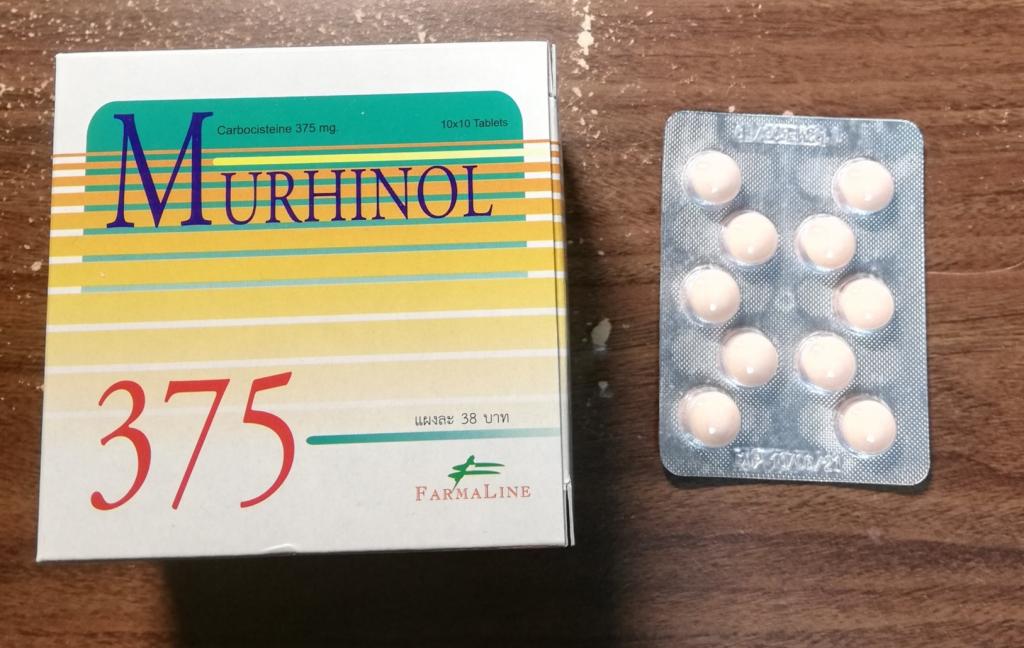 Carbocisteine 375 mg.
10x10 Tablets
MURHINOL
375
แผงละ 38 บาท
FARMALINE